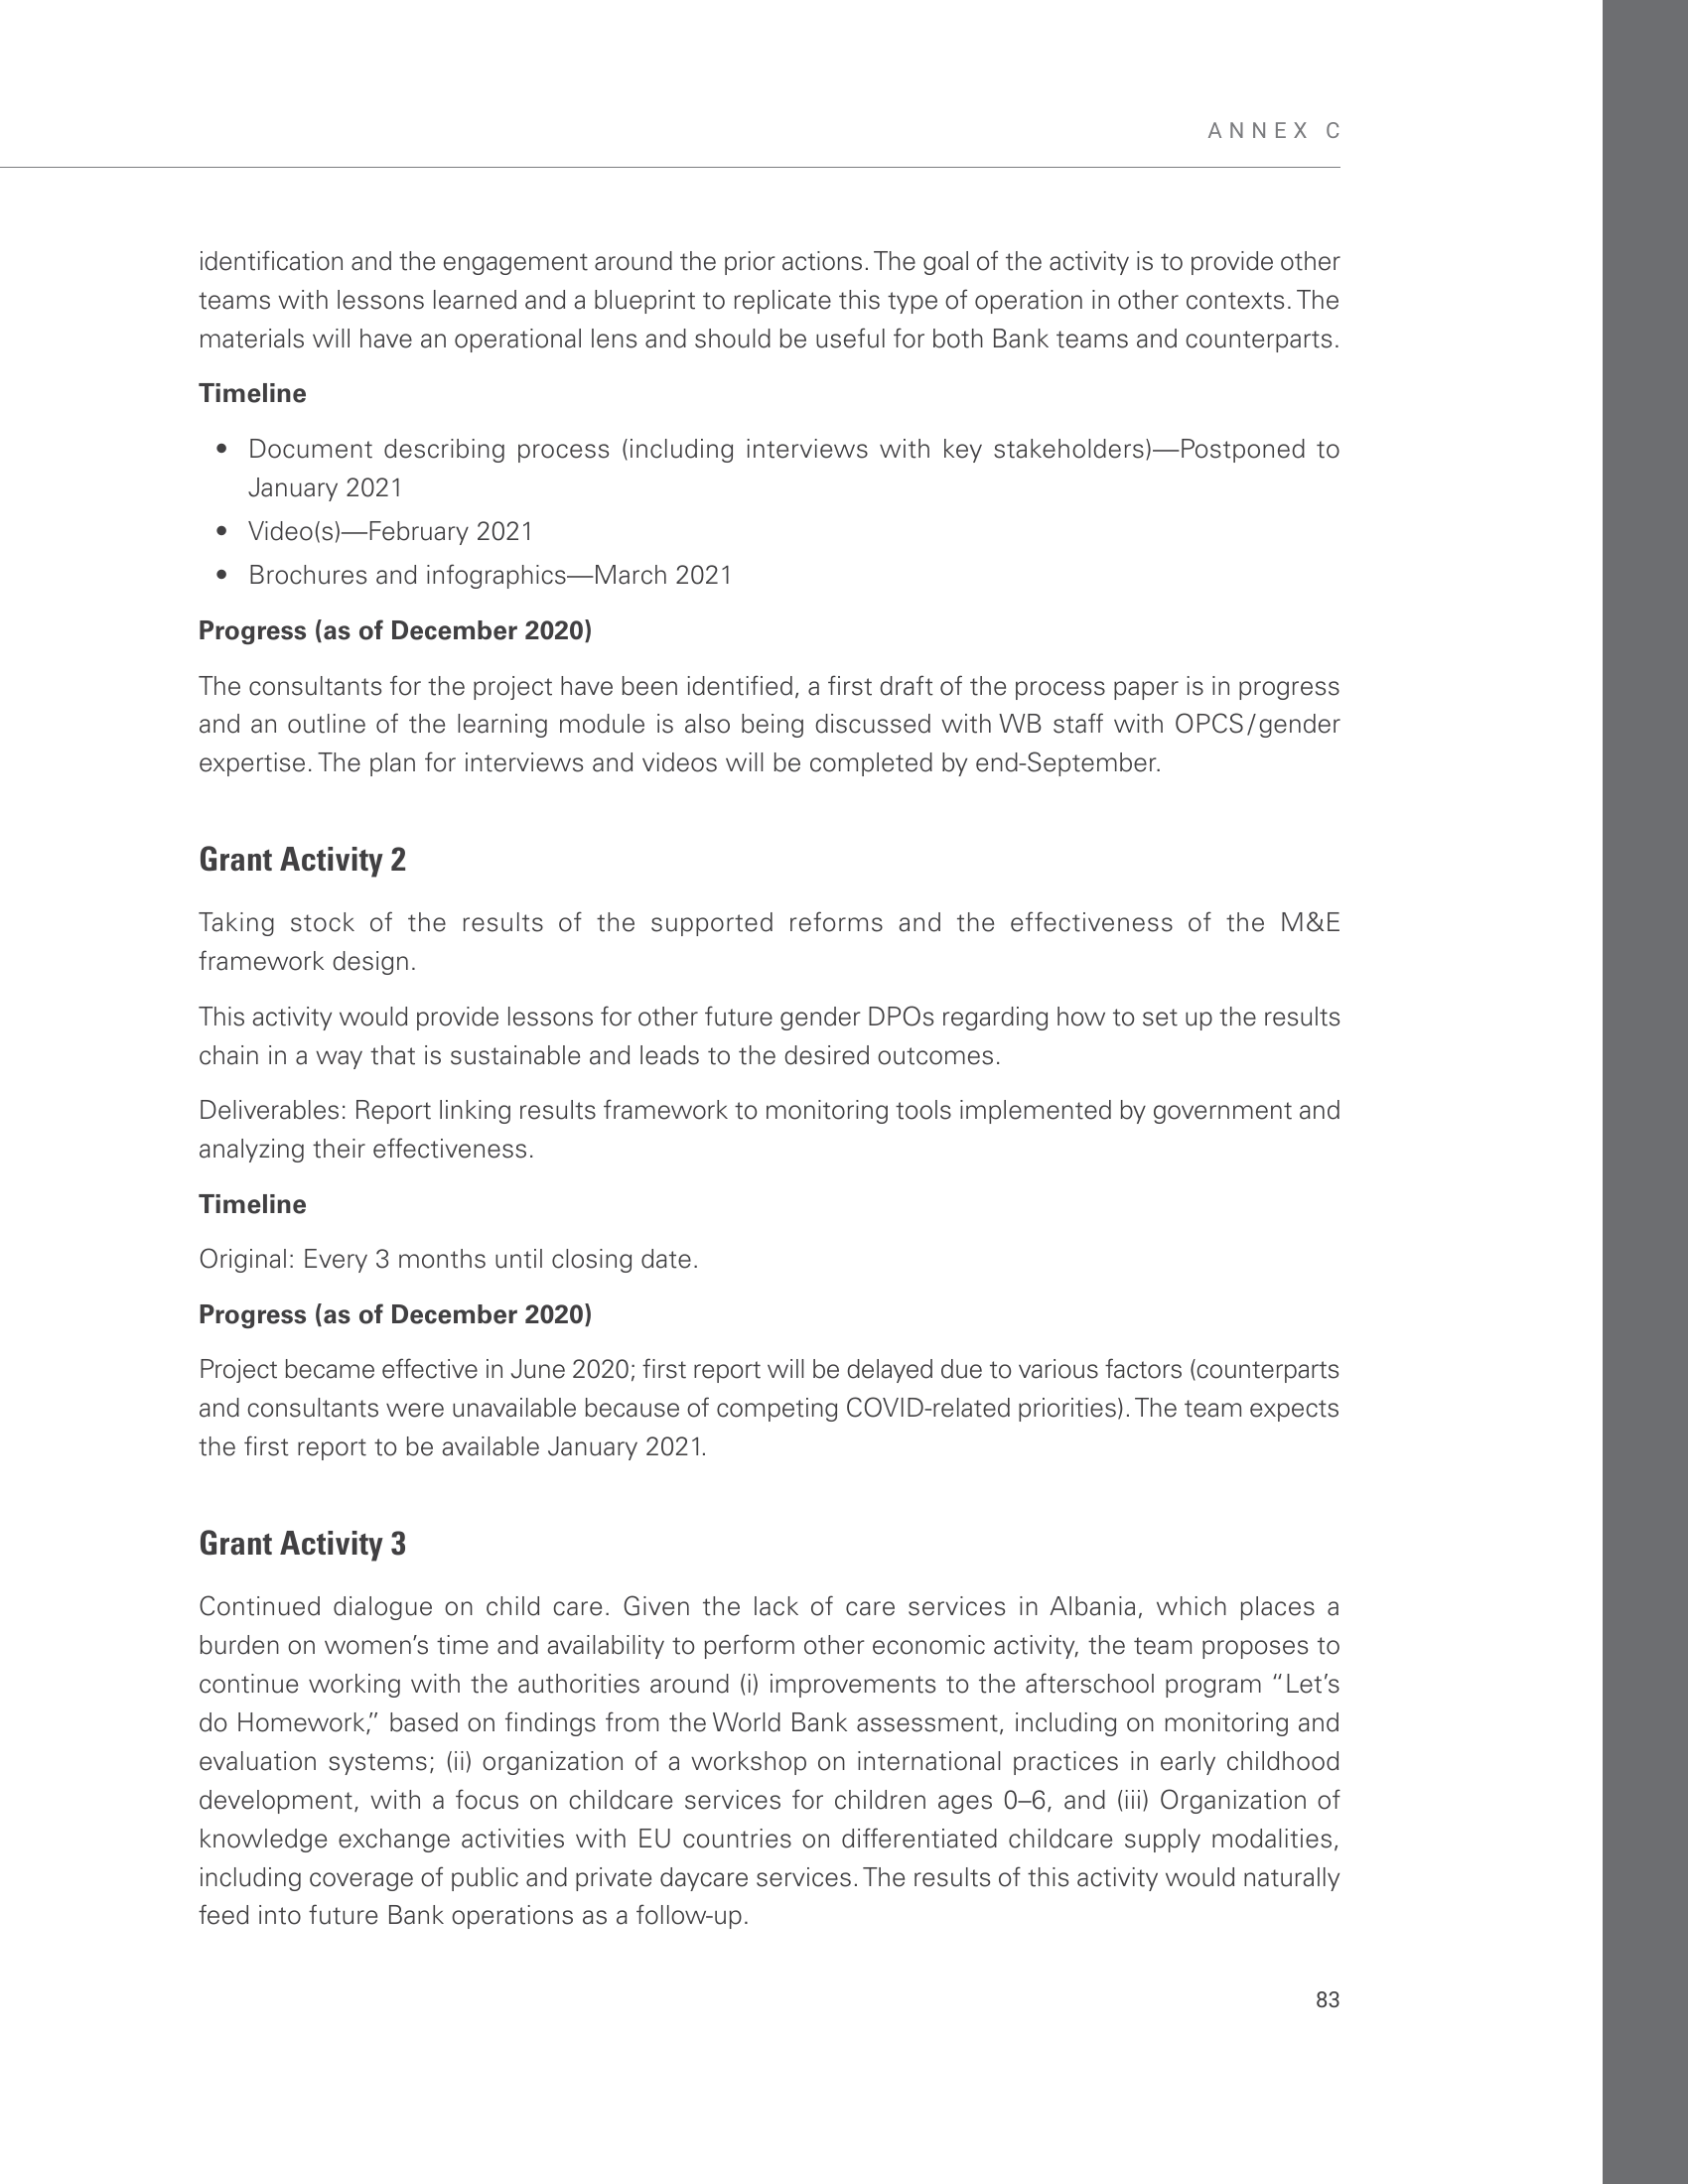 ANNEX C
identification and the engagement around the prior actions. The goal of the activity is to provide other
teams with lessons learned and a blueprint to replicate this type of operation in other contexts. The
materials will have an operational lens and should be useful for both Bank teams and counterparts.
Timeline
• Document describing process (including interviews with key stakeholders)—Postponed to
January 2021
• Video(s)—February 2021
• Brochures and infographics—March 2021
Progress (as of December 2020)
The consultants for the project have been identified, a first draft of the process paper is in progress
and an outline of the learning module is also being discussed with WB staff with OPCS/gender
expertise. The plan for interviews and videos will be completed by end-September.
Grant Activity 2
Taking stock of the results of the supported reforms and the effectiveness of the M&E
framework design.
This activity would provide lessons for other future gender DPOs regarding how to set up the results
chain in a way that is sustainable and leads to the desired outcomes.
Deliverables: Report linking results framework to monitoring tools implemented by government and
analyzing their effectiveness.
Timeline
Original: Every 3 months until closing date.
Progress (as of December 2020)
Project became effective in June 2020; first report will be delayed due to various factors (counterparts
and consultants were unavailable because of competing COVID-related priorities). The team expects
the first report to be available January 2021.
Grant Activity 3
Continued dialogue on child care. Given the lack of care services in Albania, which places a
burden on women’s time and availability to perform other economic activity, the team proposes to
continue working with the authorities around (i) improvements to the afterschool program “Let’s
do Homework,” based on findings from the World Bank assessment, including on monitoring and
evaluation systems; (ii) organization of a workshop on international practices in early childhood
development, with a focus on childcare services for children ages 0–6, and (iii) Organization of
knowledge exchange activities with EU countries on differentiated childcare supply modalities,
including coverage of public and private daycare services. The results of this activity would naturally
feed into future Bank operations as a follow-up.
83